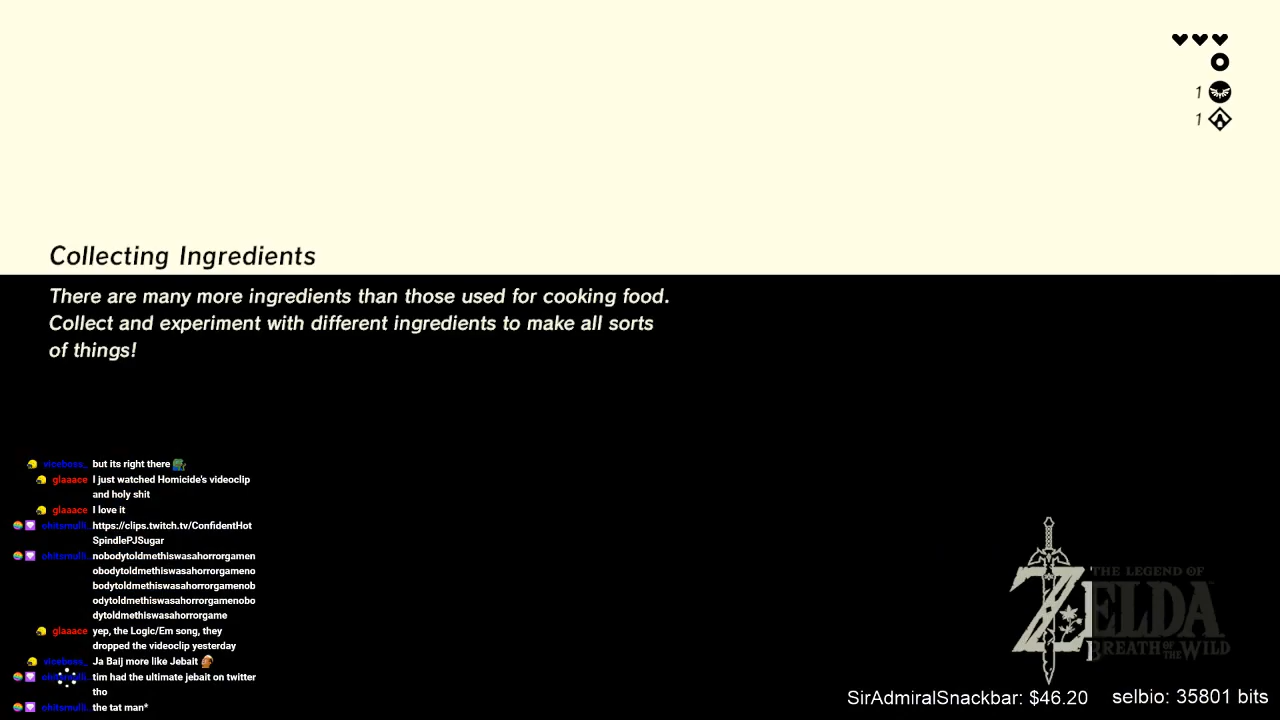 1
1
Collecting Ingredients
There are many more ingredients than those used for cooking food.
Collect and experiment with different ingredients to make all sorts
of things!
vineboss_ but its right there
glaaace I just watched Homicide's videoclip
and holy shit
glaaace I love it
https://clips.twitch.tv/ConfidentHot
SpindlePJSugar
nobodytoldmethiswasahorrorgamen
obodytoldmethiswasahorrorgameno
bodytoldmethiswasahorrorgamenob
odytoldmethiswasahorrorgamenobo
dytoldmethiswasahorrorgame
glaaace yep, the Logic/Em song, they
dropped the videoclip yesterday
vineboss_ Ja Baij more like Jebait
tim had the ultimate jebait on twitter
tho
the tat man*
THE LEGEND OF
ZELDA
BREATH OF THE WILD
SirAdmiralSnackbar: $46.20
selbio: 35801 bits